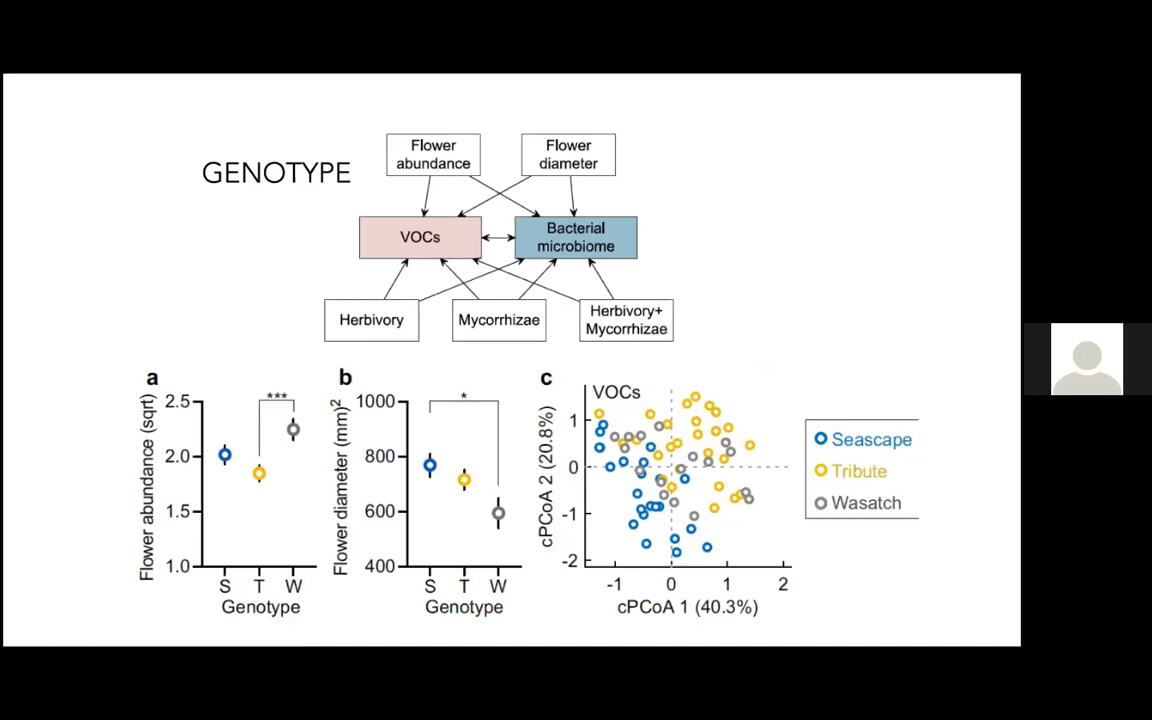 GENOTYPE
Flower
abundance
Flower
diameter
VOCs
Bacterial
microbiome
Herbivory
Mycorrhizae
Herbivory+
Mycorrhizae
a
***
2.5
2.0
1.5
1.0
Flower abundance (sqrt)
S T W
Genotype
b
*
1000
800
600
400
Flower diameter (mm)²
S T W
Genotype
c
VOCs
1
0
-1
-2
cPCoA 2 (20.8%)
-1 0 1 2
cPCoA 1 (40.3%)
Seascape
Tribute
Wasatch